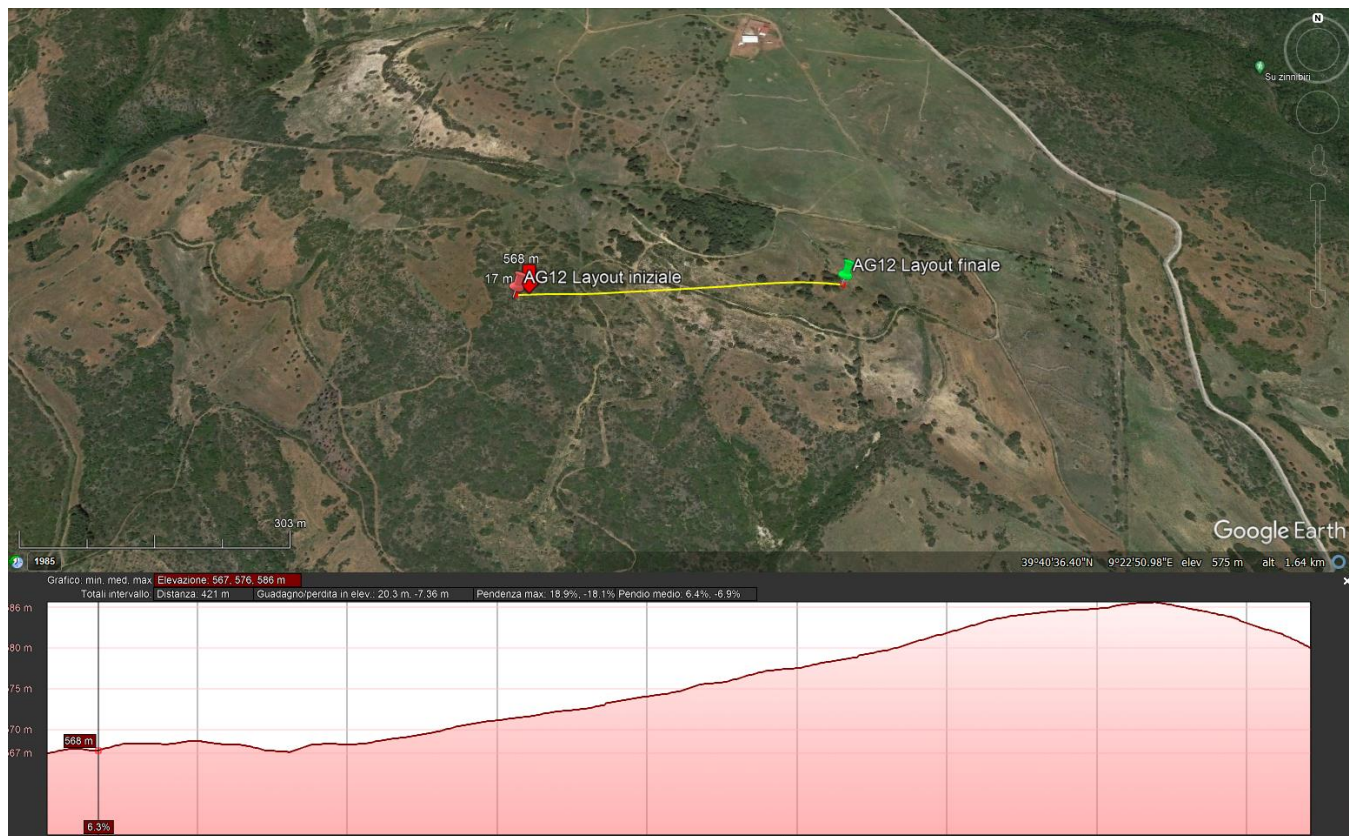 N
Su zinnibiri
568 m
17 m
AG12 Layout iniziale
AG12 Layout finale
303 m
Google Earth
1985
39°40'36.40"N 9°22'50.98"E elev 575 m alt 1.64 km
Grafico: min. med. max Elevazione: 567, 576, 586 m
Totali intervallo: Distanza: 421 m Guadagno/perdita in elev.: 20.3 m, -7.36 m Pendenza max: 18.9%, -18.1% Pendio medio: 6.4%, -6.9%
86 m
80 m
75 m
70 m
568 m
67 m
6.3%